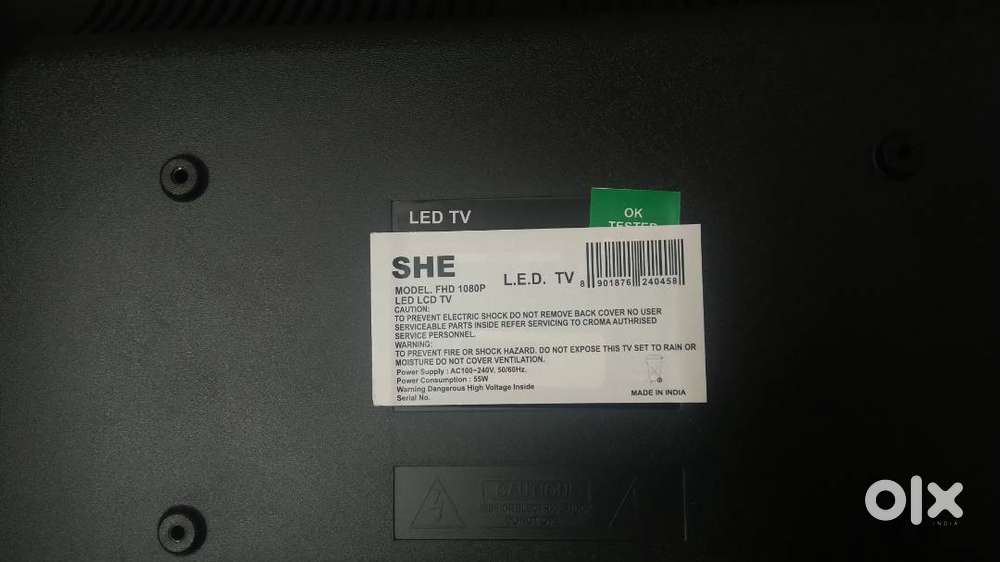 LED TV
OK
TESTED
SHE
L.E.D. TV
8 901876 240458
MODEL. FHD 1080P
LED LCD TV
CAUTION:
TO PREVENT ELECTRIC SHOCK DO NOT REMOVE BACK COVER NO USER
SERVICEABLE PARTS INSIDE REFER SERVICING TO CROMA AUTHRISED
SERVICE PERSONNEL.
WARNING:
TO PREVENT FIRE OR SHOCK HAZARD. DO NOT EXPOSE THIS TV SET TO RAIN OR
MOISTURE DO NOT COVER VENTILATION.
Power Supply : AC100~240V, 50/60Hz.
Power Consumption : 55W
Warning Dangerous High Voltage Inside
Serial No.
MADE IN INDIA
CAUTION
olx
INDIA